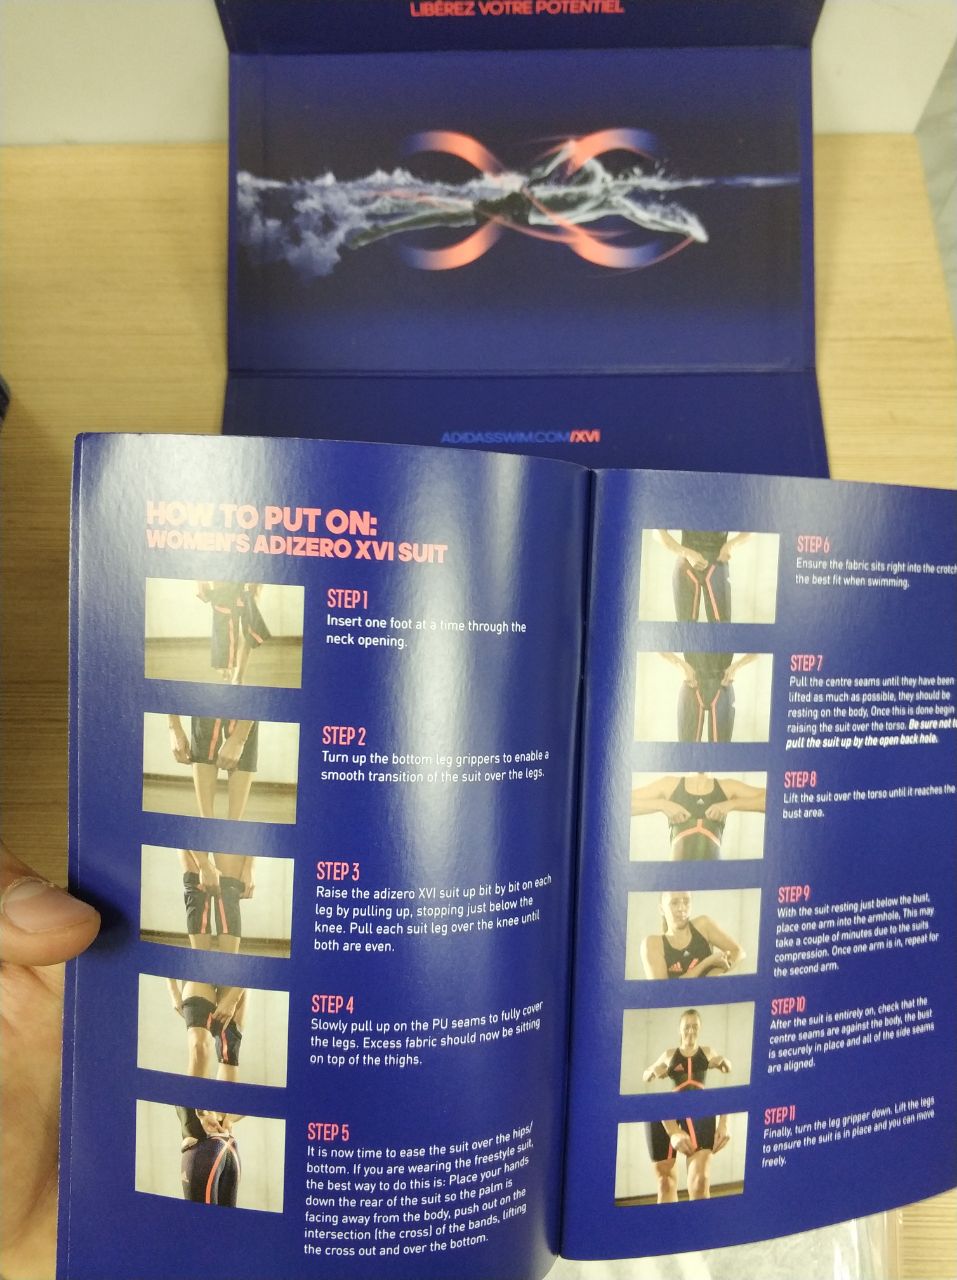 LIBÉREZ VOTRE POTENTIEL
ADIDASSWIM.COM/XVI
HOW TO PUT ON:
WOMEN'S ADIZERO XVI SUIT
STEP 1
Insert one foot at a time through the
neck opening.
STEP 2
Turn up the bottom leg grippers to enable a
smooth transition of the suit over the legs.
STEP 3
Raise the adizero XVI suit up bit by bit on each
leg by pulling up, stopping just below the
knee. Pull each suit leg over the knee until
both are even.
STEP 4
Slowly pull up on the PU seams to fully cover
the legs. Excess fabric should now be sitting
on top of the thighs.
STEP 5
It is now time to ease the suit over the hips/
bottom. If you are wearing the freestyle suit,
the best way to do this is: Place your hands
down the rear of the suit so the palm is
facing away from the body, push out on the
intersection (the cross) of the bands, lifting
the cross out and over the bottom.
STEP 6
Ensure the fabric sits right into the crotch
the best fit when swimming.
STEP 7
Pull the centre seams until they have been
lifted as much as possible, they should be
resting on the body, Once this is done begin
raising the suit over the torso. Be sure not to
pull the suit up by the open back hole.
STEP 8
Lift the suit over the torso until it reaches the
bust area.
STEP 9
With the suit resting just below the bust,
place one arm into the armhole, This may
take a couple of minutes due to the suits
compression. Once one arm is in, repeat for
the second arm.
STEP 10
After the suit is entirely on, check that the
centre seams are against the body, the bust
is securely in place and all of the side seams
are aligned.
STEP 11
Finally, turn the leg gripper down. Lift the legs
to ensure the suit is in place and you can move
freely.